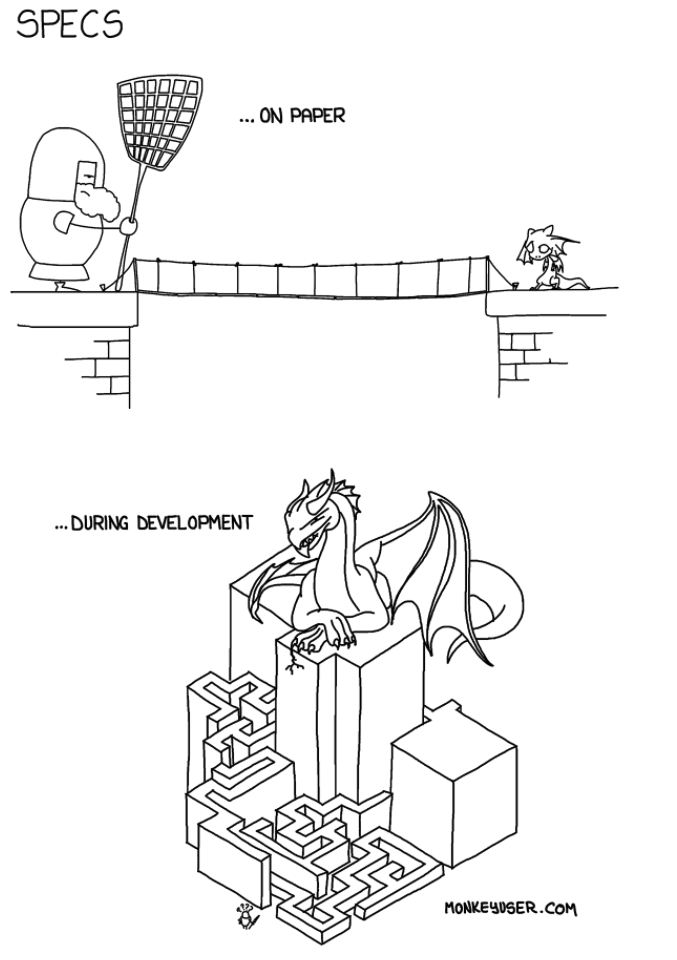 SPECS
... ON PAPER
... DURING DEVELOPMENT
MONKEYUSER.COM